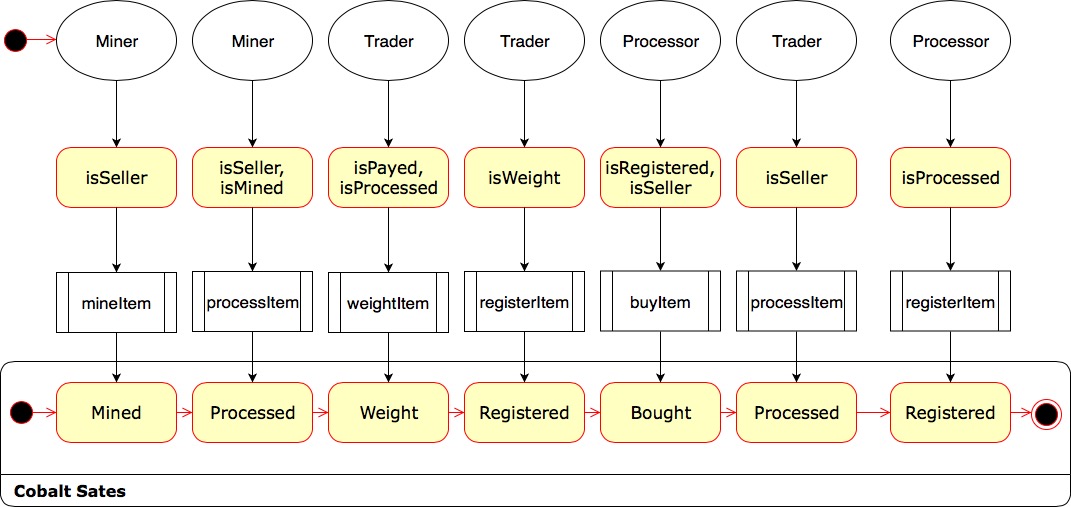 Miner
Miner
Trader
Trader
Processor
Trader
Processor
isSeller
isSeller,
isMined
isPayed,
isProcessed
isWeight
isRegistered,
isSeller
isSeller
isProcessed
mineItem
processItem
weightItem
registerItem
buyItem
processItem
registerItem
Mined
Processed
Weight
Registered
Bought
Processed
Registered
Cobalt Sates